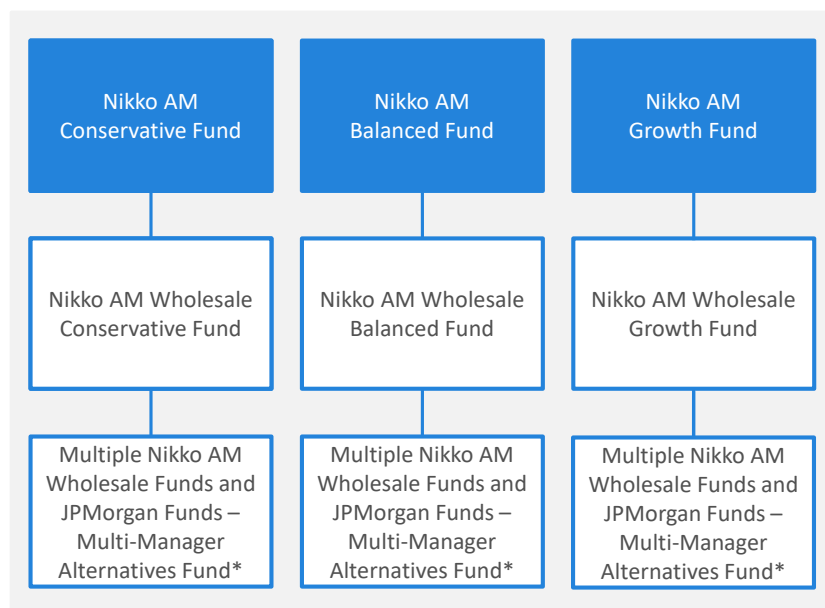 Nikko AM
Conservative Fund
Nikko AM
Balanced Fund
Nikko AM
Growth Fund
Nikko AM Wholesale
Conservative Fund
Nikko AM Wholesale
Balanced Fund
Nikko AM Wholesale
Growth Fund
Multiple Nikko AM
Wholesale Funds and
JPMorgan Funds –
Multi-Manager
Alternatives Fund*
Multiple Nikko AM
Wholesale Funds and
JPMorgan Funds –
Multi-Manager
Alternatives Fund*
Multiple Nikko AM
Wholesale Funds and
JPMorgan Funds –
Multi-Manager
Alternatives Fund*